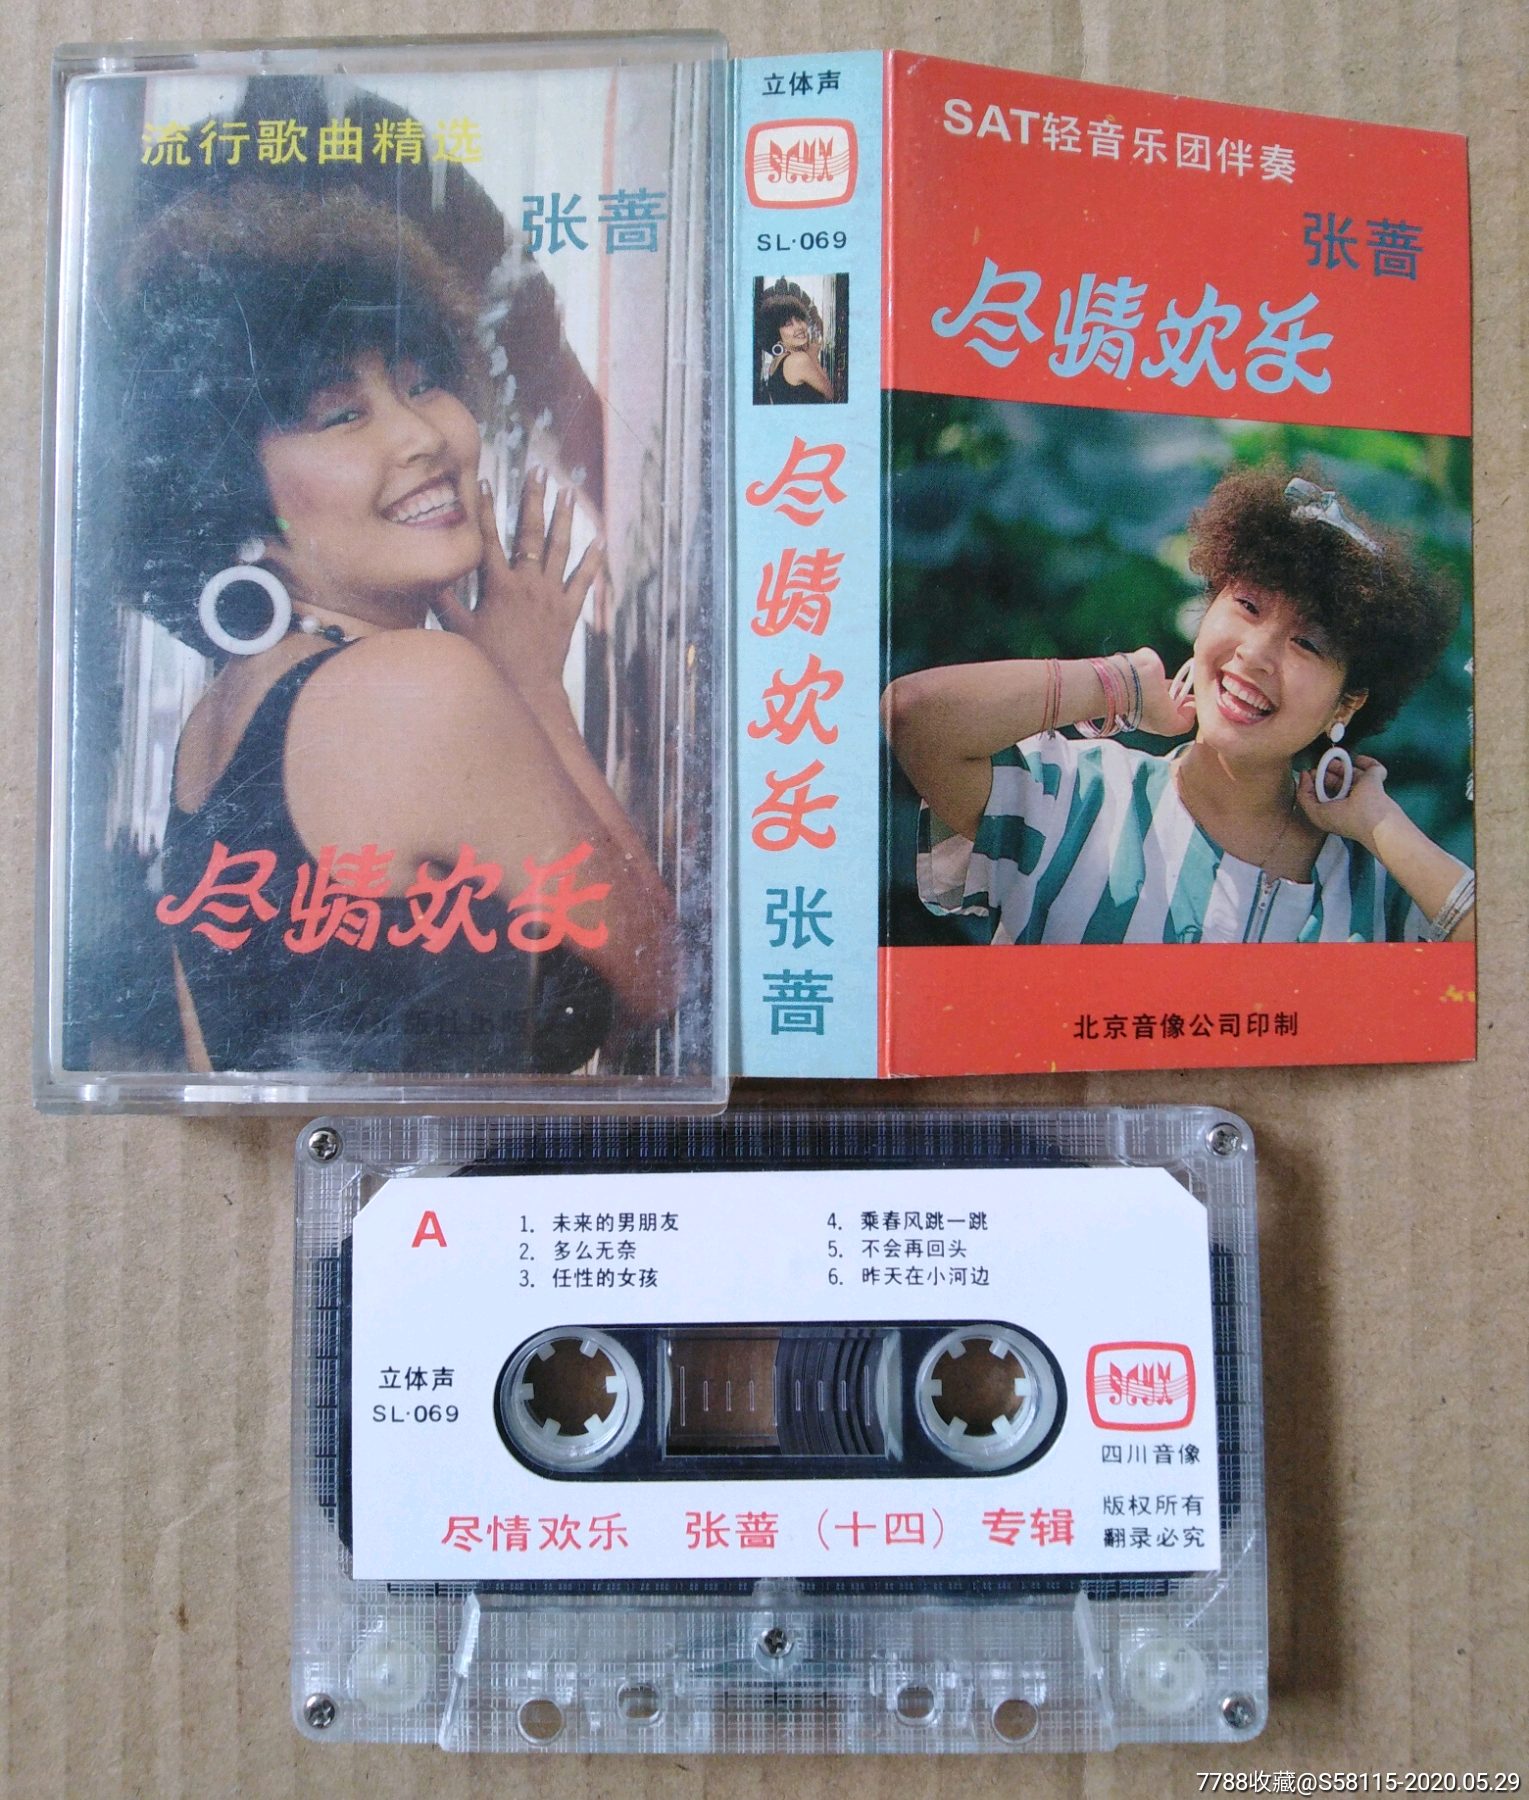 流行歌曲精选
张蔷
尽情欢乐
立体声
SCYX
SL·069
尽情欢乐
张蔷
SAT轻音乐团伴奏
张蔷
尽情欢乐
北京音像公司印制
A
1. 未来的男朋友
2. 多么无奈
3. 任性的女孩
4. 乘春风跳一跳
5. 不会再回头
6. 昨天在小河边
立体声
SL·069
SCYX
四川音像
版权所有
翻录必究
尽情欢乐 张蔷（十四）专辑
7788收藏@S58115-2020.05.29